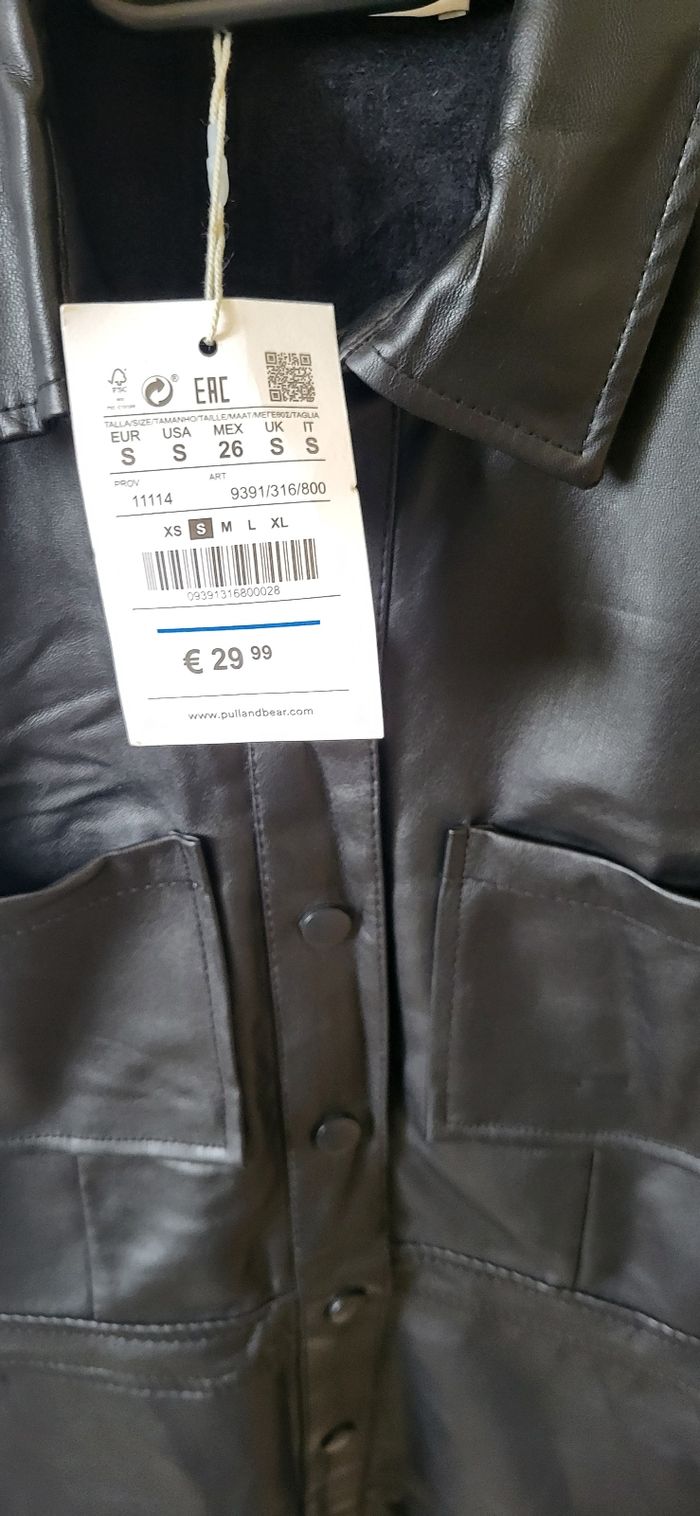 FSC
EAC
TALLA/SIZE/TAMANHO/TAILLE/MAAT/ΜΕΓΕΘΟΣ/TAGLIA
EUR USA MEX UK IT
S S 26 S S
PROV ART
11114 9391/316/800
XS S M L XL
09391316800028
€ 29 99
www.pullandbear.com